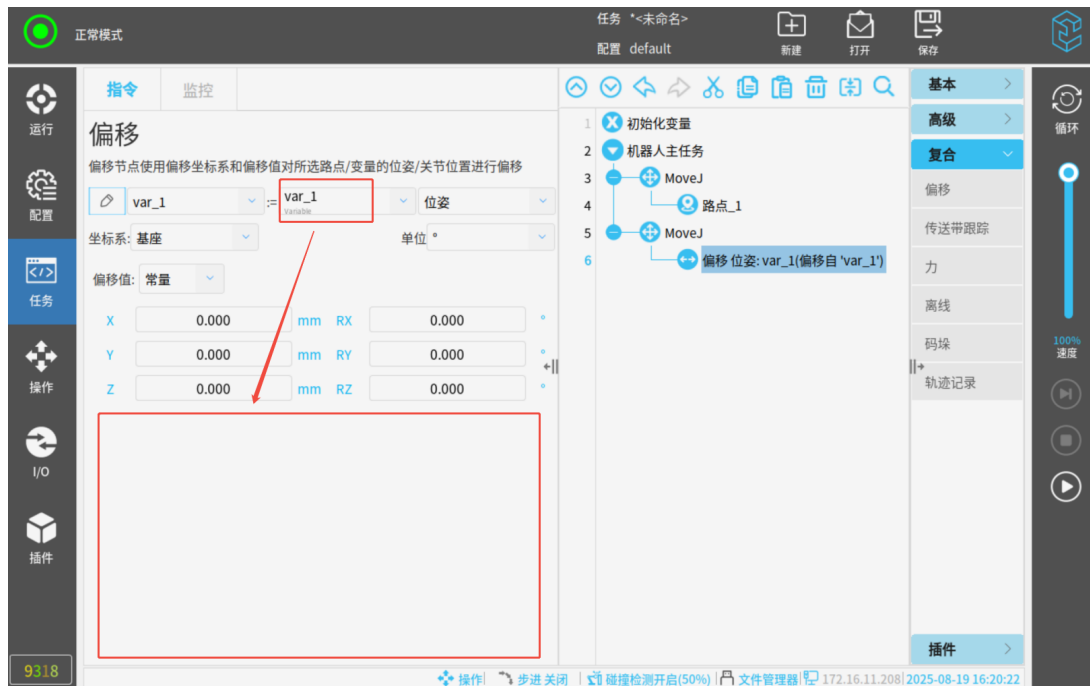 正常模式
任务 *<未命名>
配置 default
新建
打开
保存
运行
配置
任务
操作
I/O
插件
9318
指令
监控
偏移
偏移节点使用偏移坐标系和偏移值对所选路点/变量的位姿/关节位置进行偏移
var_1 := var_1 位姿
Variable
坐标系: 基座 单位 °
偏移值: 常量
X 0.000 mm RX 0.000 °
Y 0.000 mm RY 0.000 °
Z 0.000 mm RZ 0.000 °
1 初始化变量
2 机器人主任务
3 MoveJ
4 路点_1
5 MoveJ
6 偏移 位姿: var_1(偏移自 'var_1')
基本
高级
复合
偏移
传送带跟踪
力
离线
码垛
轨迹记录
插件
循环
100%
速度
操作 步进 关闭 碰撞检测开启(50%) 文件管理器 172.16.11.208 2025-08-19 16:20:22